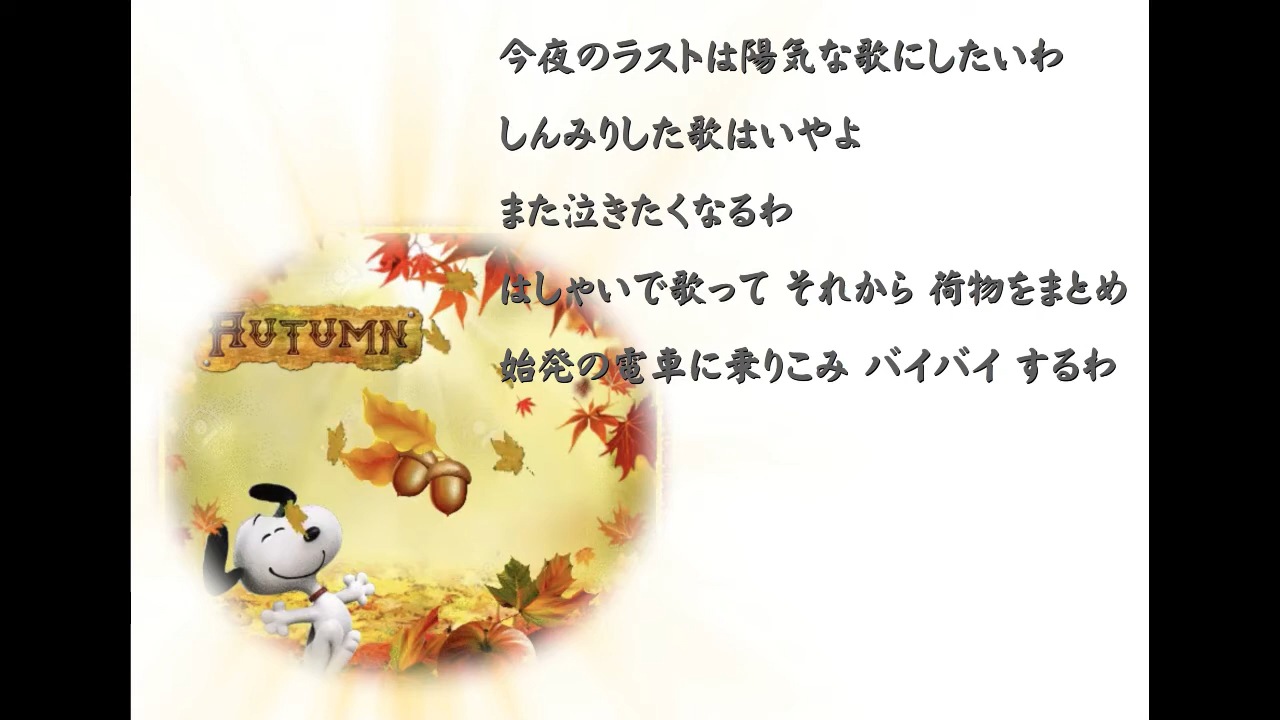 今夜のラストは陽気な歌にしたいわ
しんみりした歌はいやよ
また泣きたくなるわ
はしゃいで歌って それから 荷物をまとめ
始発の電車に乗りこみ バイバイ するわ
AUTUMN